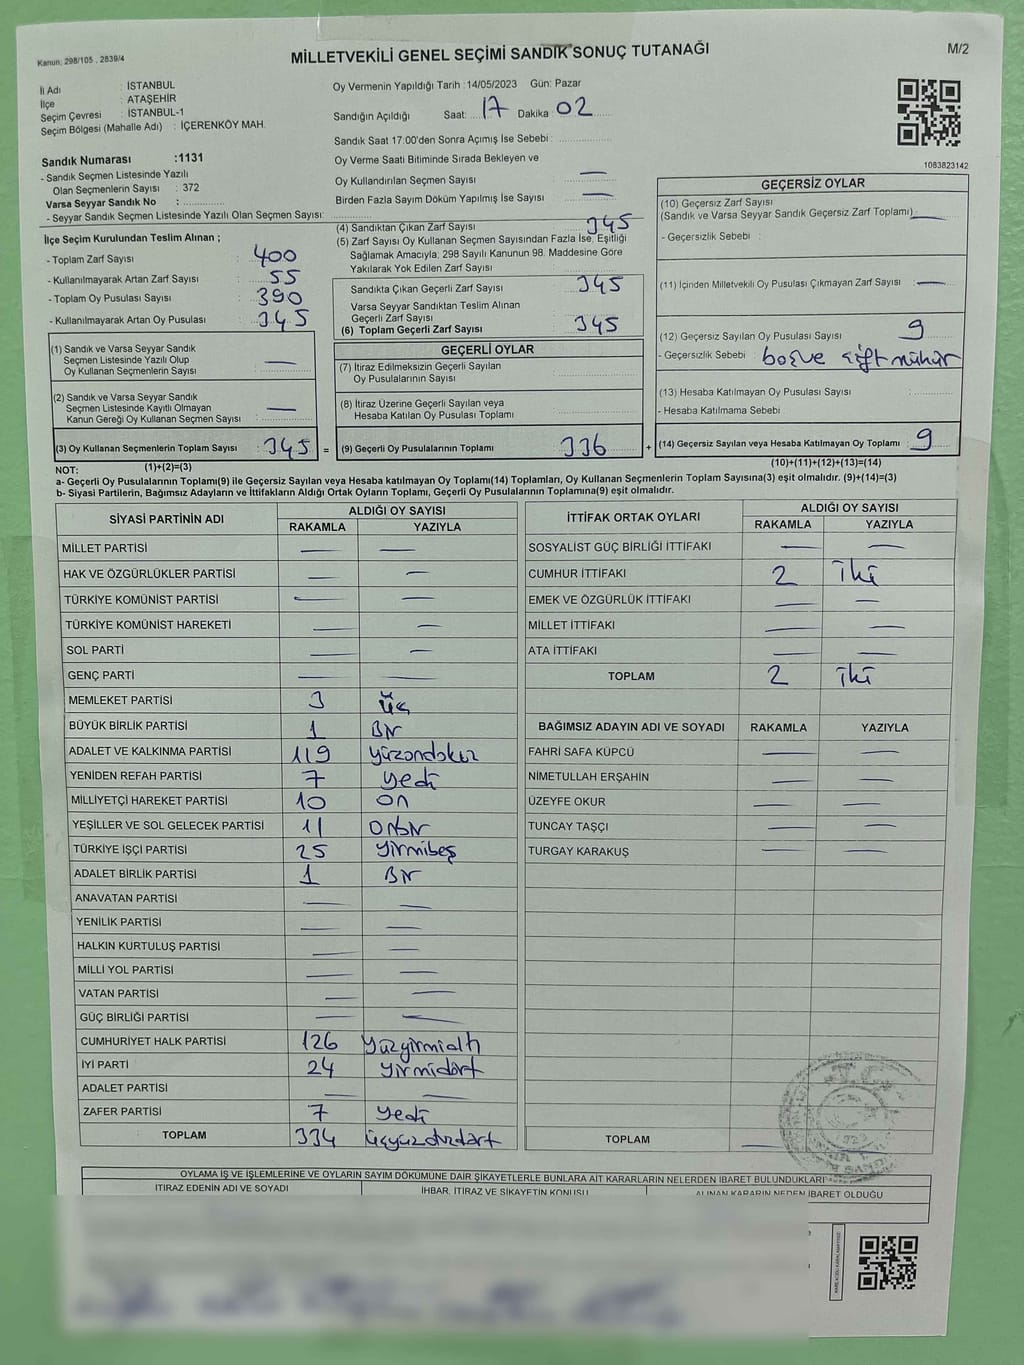 Kanun: 298/105 , 2839/4
MİLLETVEKİLİ GENEL SEÇİMİ SANDIK SONUÇ TUTANAĞI
M/2
İl Adı : İSTANBUL
İlçe : ATAŞEHİR
Seçim Çevresi : İSTANBUL-1
Seçim Bölgesi (Mahalle Adı) : İÇERENKÖY MAH.
Oy Vermenin Yapıldığı Tarih :14/05/2023 Gün: Pazar
Sandığın Açıldığı Saat: 17 Dakika 02
Sandık Saat 17:00'den Sonra Açımış İse Sebebi :
Oy Verme Saati Bitiminde Sırada Bekleyen ve
Oy Kullandırılan Seçmen Sayısı —
Birden Fazla Sayım Döküm Yapılmış İse Sayısı —
1083823142
Sandık Numarası :1131
- Sandık Seçmen Listesinde Yazılı
Olan Seçmenlerin Sayısı : 372
Varsa Seyyar Sandık No :
- Seyyar Sandık Seçmen Listesinde Yazılı Olan Seçmen Sayısı:
İlçe Seçim Kurulundan Teslim Alınan ;
- Toplam Zarf Sayısı : 400
- Kullanılmayarak Artan Zarf Sayısı : 55
- Toplam Oy Pusulası Sayısı : 390
- Kullanılmayarak Artan Oy Pusulası : 345
(1) Sandık ve Varsa Seyyar Sandık
Seçmen Listesinde Yazılı Olup
Oy Kullanan Seçmenlerin Sayısı : —
(2) Sandık ve Varsa Seyyar Sandık
Seçmen Listesinde Kayıtlı Olmayan
Kanun Gereği Oy Kullanan Seçmen Sayısı : —
(3) Oy Kullanan Seçmenlerin Toplam Sayısı : 345 =
(4) Sandıktan Çıkan Zarf Sayısı : 345
(5) Zarf Sayısı Oy Kullanan Seçmen Sayısından Fazla İse, Eşitliği
Sağlamak Amacıyla: 298 Sayılı Kanunun 98. Maddesine Göre
Yakılarak Yok Edilen Zarf Sayısı :
Sandıkta Çıkan Geçerli Zarf Sayısı : 345
Varsa Seyyar Sandıktan Teslim Alınan
Geçerli Zarf Sayısı :
(6) Toplam Geçerli Zarf Sayısı : 345
GEÇERLİ OYLAR
(7) İtiraz Edilmeksizin Geçerli Sayılan
Oy Pusulalarının Sayısı :
(8) İtiraz Üzerine Geçerli Sayılan veya
Hesaba Katılan Oy Pusulası Toplamı :
(9) Geçerli Oy Pusulalarının Toplamı : 336 +
GEÇERSİZ OYLAR
(10) Geçersiz Zarf Sayısı
(Sandık ve Varsa Seyyar Sandık Geçersiz Zarf Toplamı) —
- Geçersizlik Sebebi :
(11) İçinden Milletvekili Oy Pusulası Çıkmayan Zarf Sayısı : —
(12) Geçersiz Sayılan Oy Pusulası Sayısı : 9
- Geçersizlik Sebebi : boş ve çift mühür
(13) Hesaba Katılmayan Oy Pusulası Sayısı :
- Hesaba Katılmama Sebebi :
(14) Geçersiz Sayılan veya Hesaba Katılmayan Oy Toplamı : 9
NOT: (1)+(2)=(3) (10)+(11)+(12)+(13)=(14)
a- Geçerli Oy Pusulalarının Toplamı(9) ile Geçersiz Sayılan veya Hesaba katılmayan Oy Toplamı(14) Toplamları, Oy Kullanan Seçmenlerin Toplam Sayısına(3) eşit olmalıdır. (9)+(14)=(3)
b- Siyasi Partilerin, Bağımsız Adayların ve İttifakların Aldığı Ortak Oyların Toplamı, Geçerli Oy Pusulalarının Toplamına(9) eşit olmalıdır.
SİYASİ PARTİNİN ADI ALDIĞI OY SAYISI
RAKAMLA YAZIYLA
MİLLET PARTİSİ — —
HAK VE ÖZGÜRLÜKLER PARTİSİ — —
TÜRKİYE KOMÜNİST PARTİSİ — —
TÜRKİYE KOMÜNİST HAREKETİ — —
SOL PARTİ — —
GENÇ PARTİ — —
MEMLEKET PARTİSİ 3 Üç
BÜYÜK BİRLİK PARTİSİ 1 Bir
ADALET VE KALKINMA PARTİSİ 119 yüzondokuz
YENİDEN REFAH PARTİSİ 7 yedi
MİLLİYETÇİ HAREKET PARTİSİ 10 on
YEŞİLLER VE SOL GELECEK PARTİSİ 11 Onbir
TÜRKİYE İŞÇİ PARTİSİ 25 yirmibeş
ADALET BİRLİK PARTİSİ 1 Bir
ANAVATAN PARTİSİ — —
YENİLİK PARTİSİ — —
HALKIN KURTULUŞ PARTİSİ — —
MİLLİ YOL PARTİSİ — —
VATAN PARTİSİ — —
GÜÇ BİRLİĞİ PARTİSİ — —
CUMHURİYET HALK PARTİSİ 126 yüzyirmialtı
İYİ PARTİ 24 yirmidört
ADALET PARTİSİ — —
ZAFER PARTİSİ 7 yedi
TOPLAM 334 üçyüzotuzdört
İTTİFAK ORTAK OYLARI ALDIĞI OY SAYISI
RAKAMLA YAZIYLA
SOSYALİST GÜÇ BİRLİĞİ İTTİFAKI — —
CUMHUR İTTİFAKI 2 iki
EMEK VE ÖZGÜRLÜK İTTİFAKI — —
MİLLET İTTİFAKI — —
ATA İTTİFAKI — —
TOPLAM 2 iki
BAĞIMSIZ ADAYIN ADI VE SOYADI RAKAMLA YAZIYLA
FAHRİ SAFA KÜPCÜ — —
NİMETULLAH ERŞAHİN — —
ÜZEYFE OKUR — —
TUNCAY TAŞÇI — —
TURGAY KARAKUŞ — —
TOPLAM —
OYLAMA İŞ VE İŞLEMLERİNE VE OYLARIN SAYIM DÖKÜMÜNE DAİR ŞİKAYETLERLE BUNLARA AİT KARARLARIN NELERDEN İBARET BULUNDUKLARI
İTİRAZ EDENİN ADI VE SOYADI İHBAR, İTİRAZ VE ŞİKAYETİN KONUSU ALINAN KARARIN NEDEN İBARET OLDUĞU